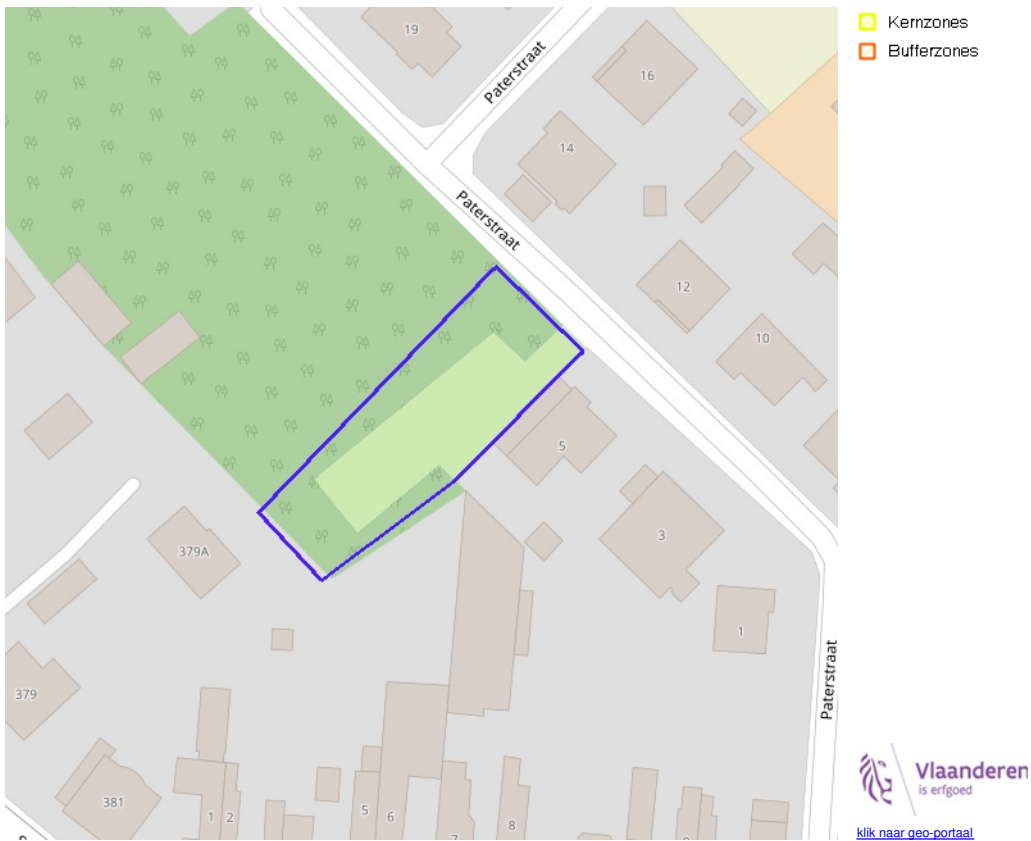 Kernzones
Bufferzones
19
Paterstraat
16
14
Paterstraat
12
10
5
3
379A
1
Paterstraat
379
381
1
2
5
6
7
8
Vlaanderen
is erfgoed
klik naar geo-portaal